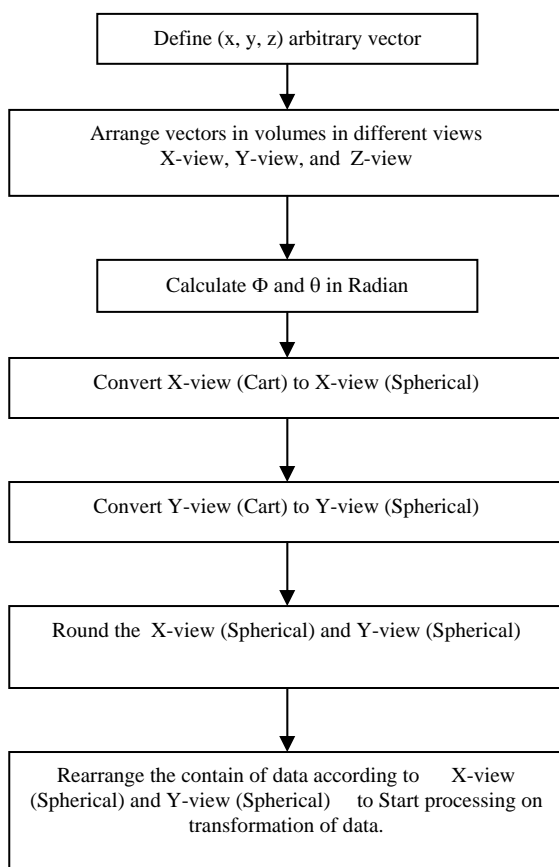 Define (x, y, z) arbitrary vector
Arrange vectors in volumes in different views
X-view, Y-view, and Z-view
Calculate Φ and θ in Radian
Convert X-view (Cart) to X-view (Spherical)
Convert Y-view (Cart) to Y-view (Spherical)
Round the X-view (Spherical) and Y-view (Spherical)
Rearrange the contain of data according to X-view
(Spherical) and Y-view (Spherical) to Start processing on
transformation of data.